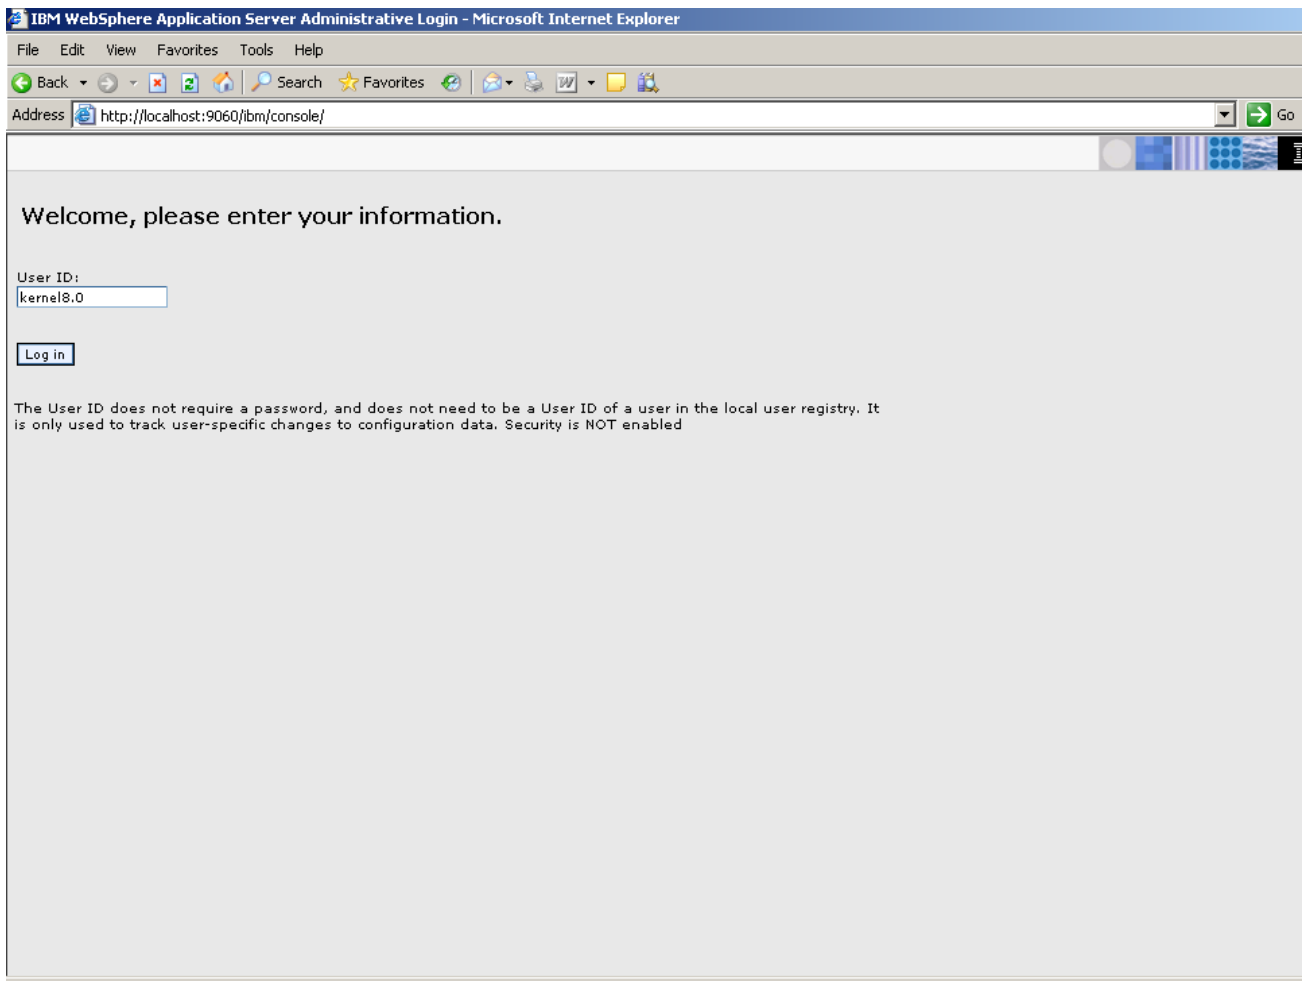 IBM WebSphere Application Server Administrative Login - Microsoft Internet Explorer
File Edit View Favorites Tools Help
Back Search Favorites
Address http://localhost:9060/ibm/console/ Go
Welcome, please enter your information.
User ID:
kernel8.0
Log in
The User ID does not require a password, and does not need to be a User ID of a user in the local user registry. It
is only used to track user-specific changes to configuration data. Security is NOT enabled